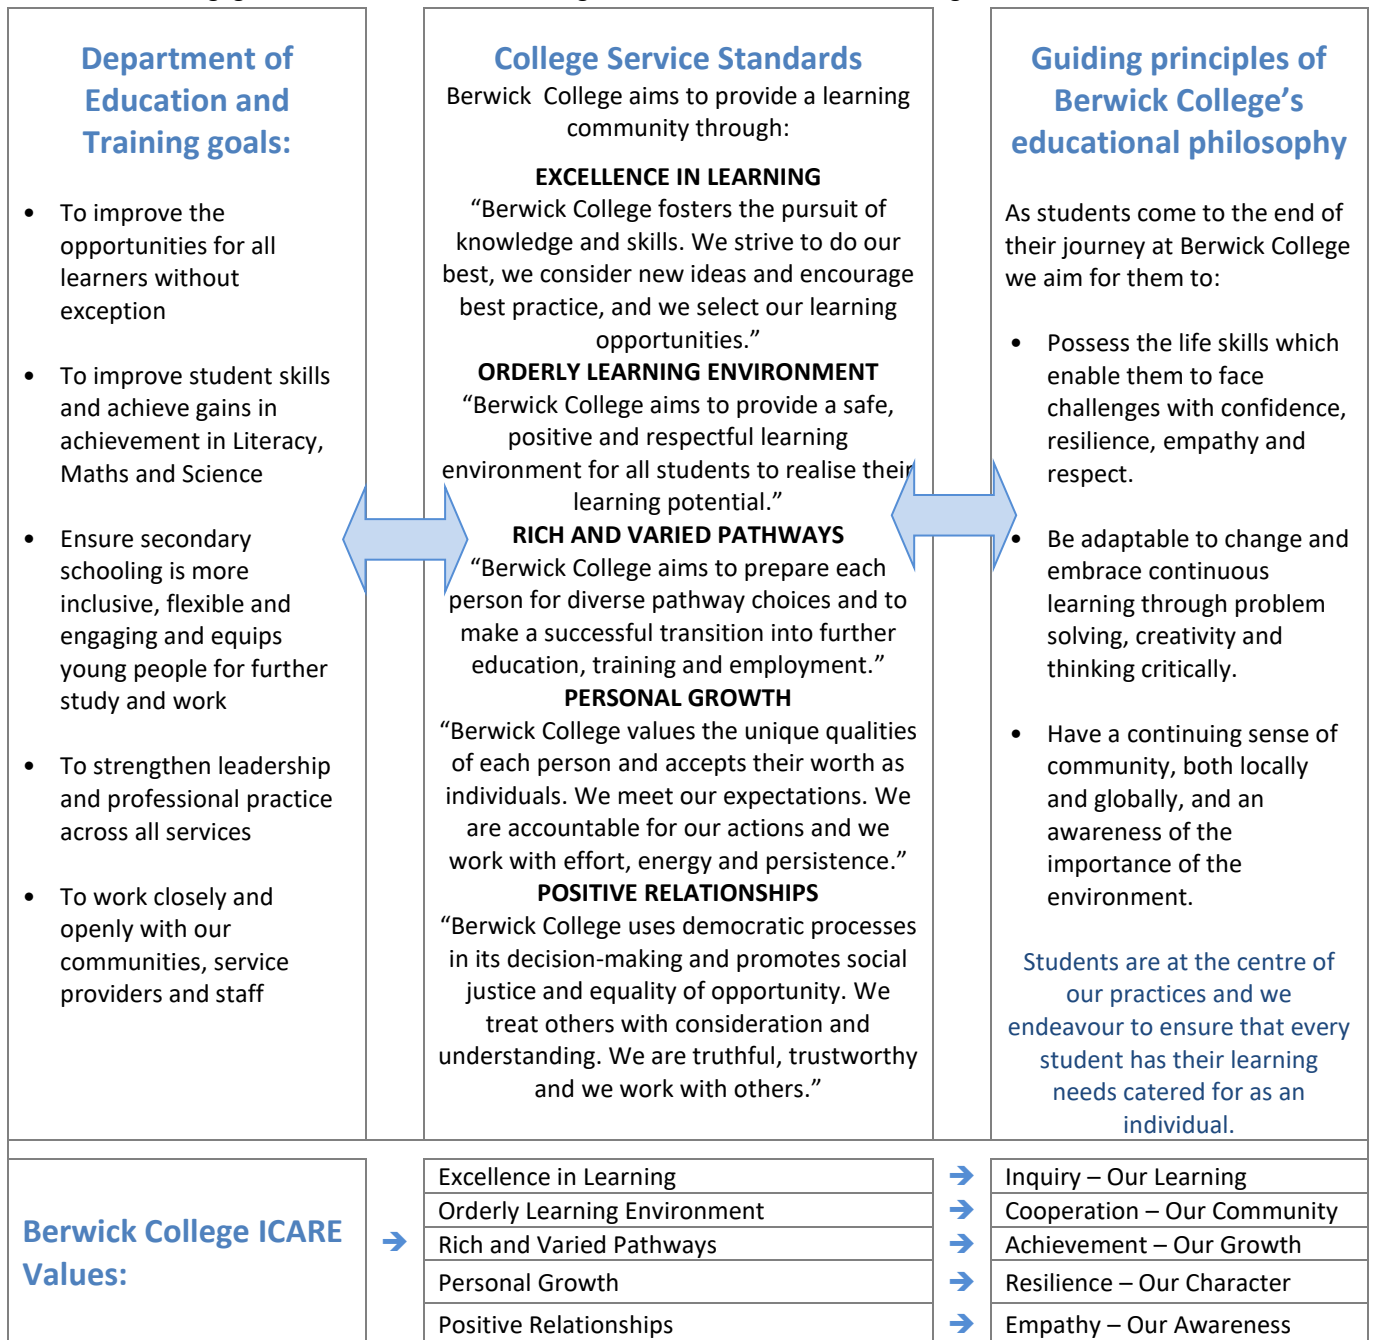 Department of
Education and
Training goals:
• To improve the
opportunities for all
learners without
exception
• To improve student skills
and achieve gains in
achievement in Literacy,
Maths and Science
• Ensure secondary
schooling is more
inclusive, flexible and
engaging and equips
young people for further
study and work
• To strengthen leadership
and professional practice
across all services
• To work closely and
openly with our
communities, service
providers and staff
College Service Standards
Berwick College aims to provide a learning
community through:
EXCELLENCE IN LEARNING
“Berwick College fosters the pursuit of
knowledge and skills. We strive to do our
best, we consider new ideas and encourage
best practice, and we select our learning
opportunities.”
ORDERLY LEARNING ENVIRONMENT
“Berwick College aims to provide a safe,
positive and respectful learning
environment for all students to realise their
learning potential.”
RICH AND VARIED PATHWAYS
“Berwick College aims to prepare each
person for diverse pathway choices and to
make a successful transition into further
education, training and employment.”
PERSONAL GROWTH
“Berwick College values the unique qualities
of each person and accepts their worth as
individuals. We meet our expectations. We
are accountable for our actions and we
work with effort, energy and persistence.”
POSITIVE RELATIONSHIPS
“Berwick College uses democratic processes
in its decision-making and promotes social
justice and equality of opportunity. We
treat others with consideration and
understanding. We are truthful, trustworthy
and we work with others.”
Guiding principles of
Berwick College’s
educational philosophy
As students come to the end of
their journey at Berwick College
we aim for them to:
• Possess the life skills which
enable them to face
challenges with confidence,
resilience, empathy and
respect.
• Be adaptable to change and
embrace continuous
learning through problem
solving, creativity and
thinking critically.
• Have a continuing sense of
community, both locally
and globally, and an
awareness of the
importance of the
environment.
Students are at the centre of
our practices and we
endeavour to ensure that every
student has their learning
needs catered for as an
individual.
Berwick College ICARE
Values:
➔
Excellence in Learning ➔ Inquiry – Our Learning
Orderly Learning Environment ➔ Cooperation – Our Community
Rich and Varied Pathways ➔ Achievement – Our Growth
Personal Growth ➔ Resilience – Our Character
Positive Relationships ➔ Empathy – Our Awareness